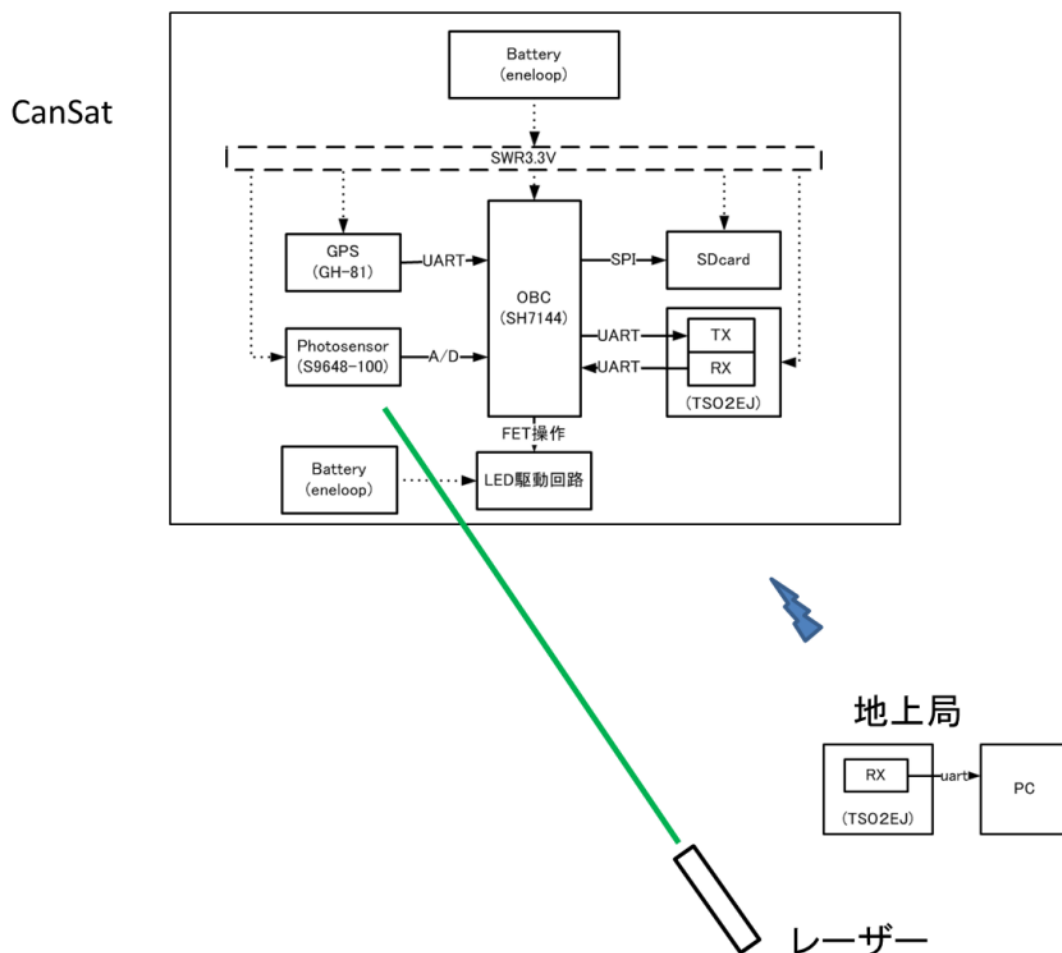 CanSat
Battery
(eneloop)
SWR3.3V
GPS
(GH-81)
UART
OBC
(SH7144)
SPI
SDcard
Photosensor
(S9648-100)
A/D
UART
TX
UART
RX
(TSO2EJ)
FET操作
Battery
(eneloop)
LED駆動回路
地上局
RX
uart
PC
(TSO2EJ)
レーザー